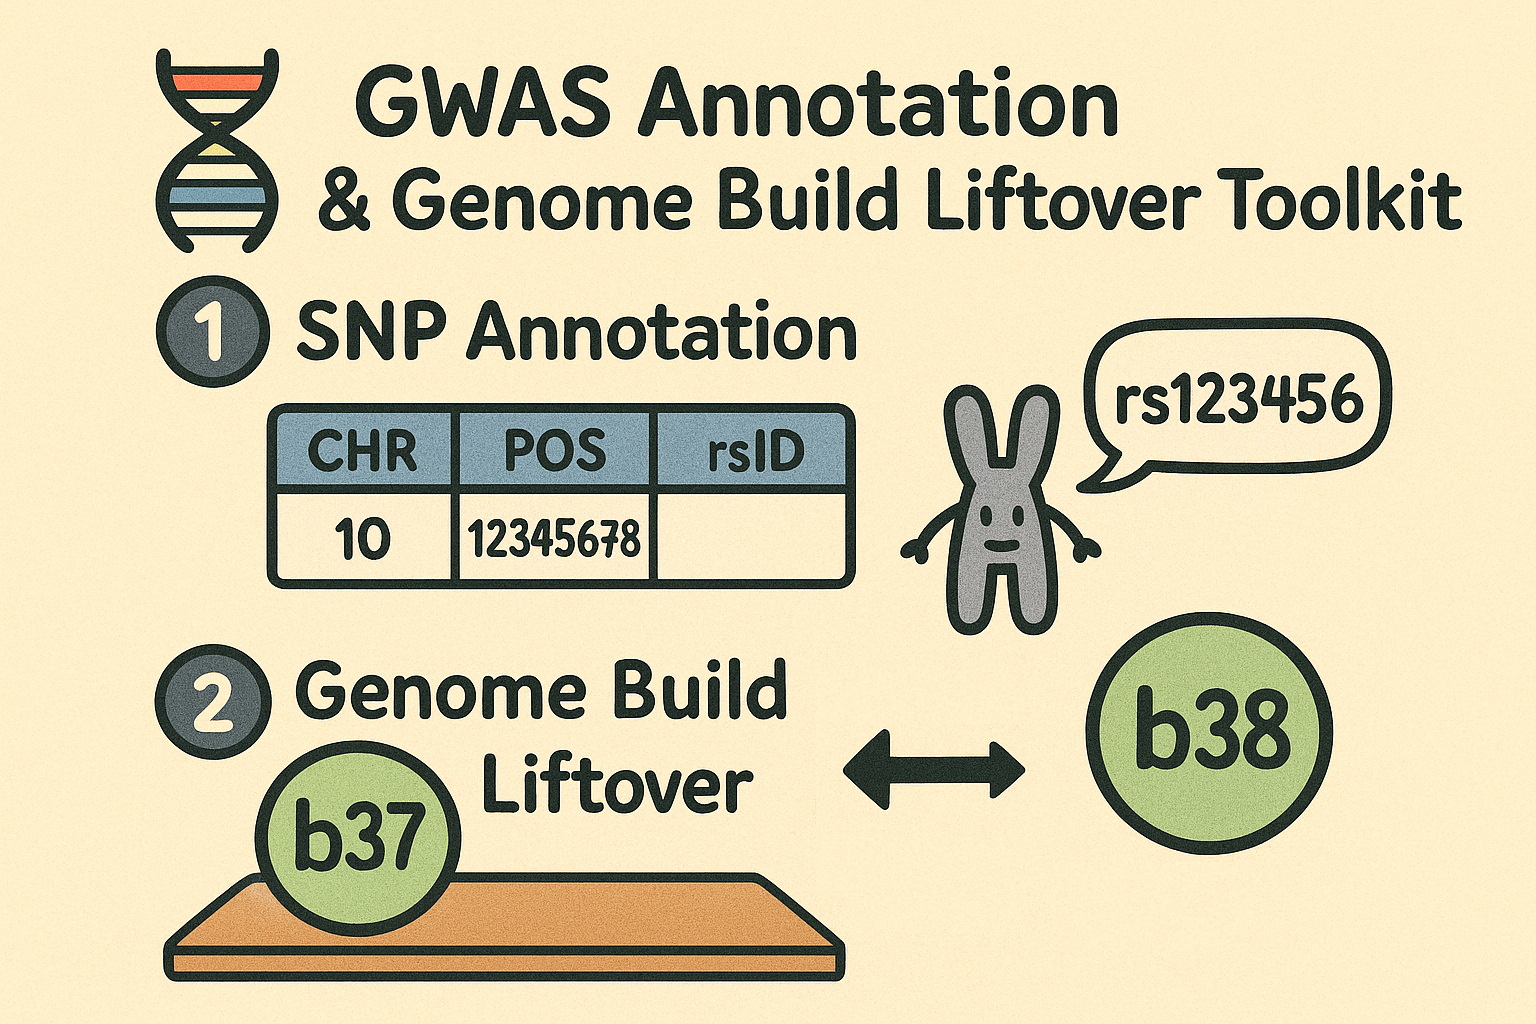 GWAS Annotation
& Genome Build Liftover Toolkit
1 SNP Annotation
CHR POS rsID
10 12345678
rs123456
2 Genome Build
Liftover
b37
b38